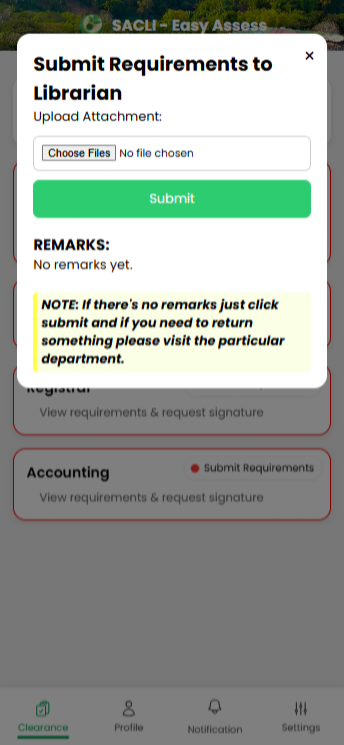 SACLI - Easy Assess
×
Submit Requirements to
Librarian
Upload Attachment:
Choose Files No file chosen
Submit
REMARKS:
No remarks yet.
NOTE: If there's no remarks just click
submit and if you need to return
something please visit the particular
department.
Registrar
View requirements & request signature
Accounting
Submit Requirements
View requirements & request signature
Clearance
Profile
Notification
Settings